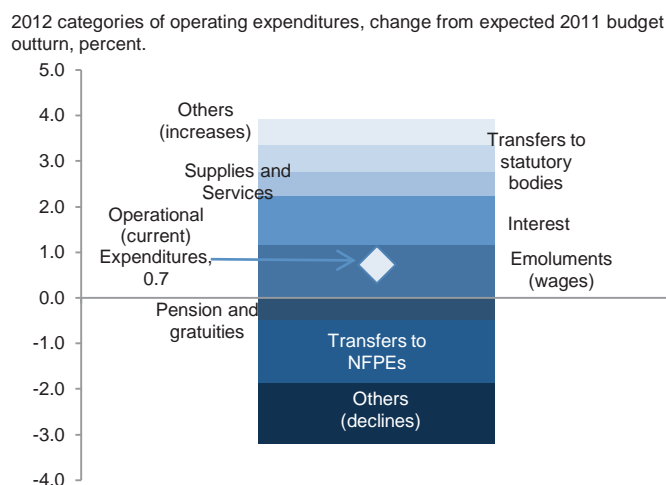 2012 categories of operating expenditures, change from expected 2011 budget
outturn, percent.
5.0
4.0
3.0
2.0
1.0
0.0
-1.0
-2.0
-3.0
-4.0
Others
(increases)
Transfers to
statutory
bodies
Supplies and
Services
Operational
(current)
Expenditures,
0.7
Interest
Emoluments
(wages)
Pension and
gratuities
Transfers to
NFPEs
Others
(declines)